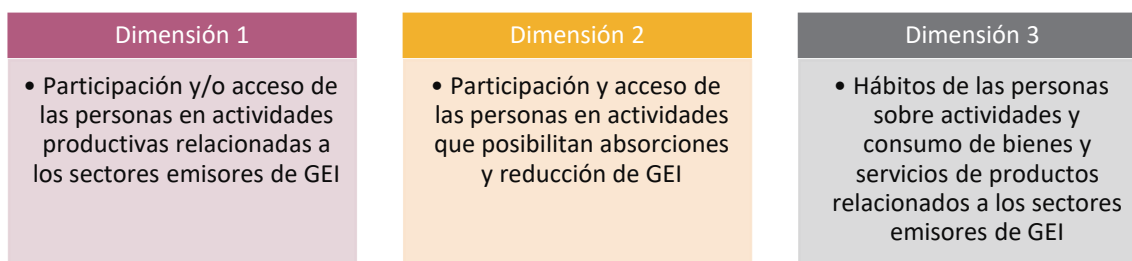 Dimensión 1
• Participación y/o acceso de
las personas en actividades
productivas relacionadas a
los sectores emisores de GEI
Dimensión 2
• Participación y acceso de
las personas en actividades
que posibilitan absorciones
y reducción de GEI
Dimensión 3
• Hábitos de las personas
sobre actividades y
consumo de bienes y
servicios de productos
relacionados a los sectores
emisores de GEI